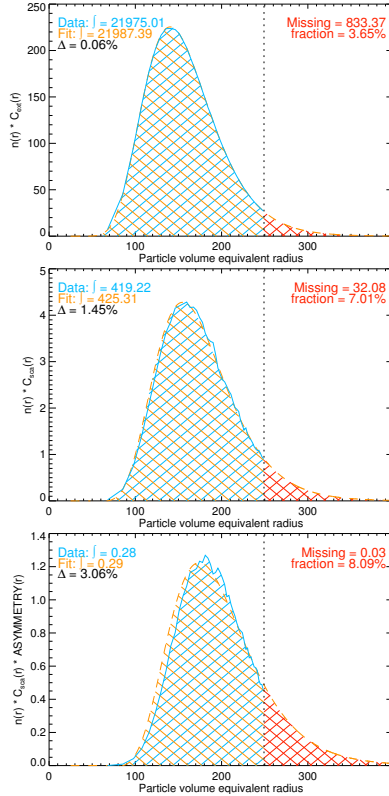 Data: ∫ = 21975.01
Missing = 833.37
Fit: ∫ = 21987.39
fraction = 3.65%
Δ = 0.06%
n(r) * Cext(r)
250
200
150
100
50
0
0 100 200 300
Particle volume equivalent radius
Data: ∫ = 419.22
Missing = 32.08
Fit: ∫ = 425.31
fraction = 7.01%
Δ = 1.45%
n(r) * Csca(r)
5
4
3
2
1
0
0 100 200 300
Particle volume equivalent radius
Data: ∫ = 0.28
Missing = 0.03
Fit: ∫ = 0.29
fraction = 8.09%
Δ = 3.06%
n(r) * Csca(r) * ASYMMETRY(r)
1.4
1.2
1.0
0.8
0.6
0.4
0.2
0.0
0 100 200 300
Particle volume equivalent radius